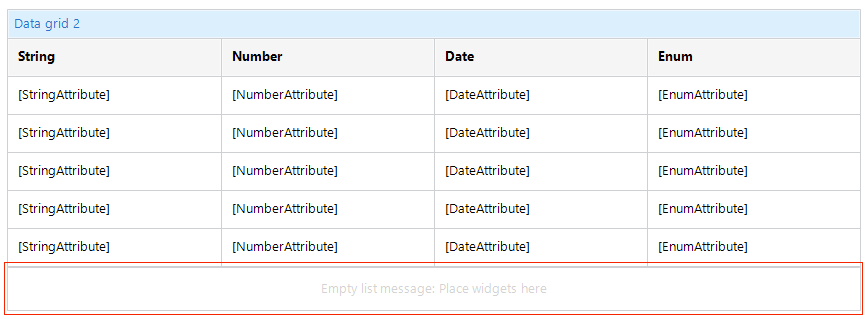 Data grid 2
String Number Date Enum
[StringAttribute] [NumberAttribute] [DateAttribute] [EnumAttribute]
[StringAttribute] [NumberAttribute] [DateAttribute] [EnumAttribute]
[StringAttribute] [NumberAttribute] [DateAttribute] [EnumAttribute]
[StringAttribute] [NumberAttribute] [DateAttribute] [EnumAttribute]
[StringAttribute] [NumberAttribute] [DateAttribute] [EnumAttribute]
Empty list message: Place widgets here